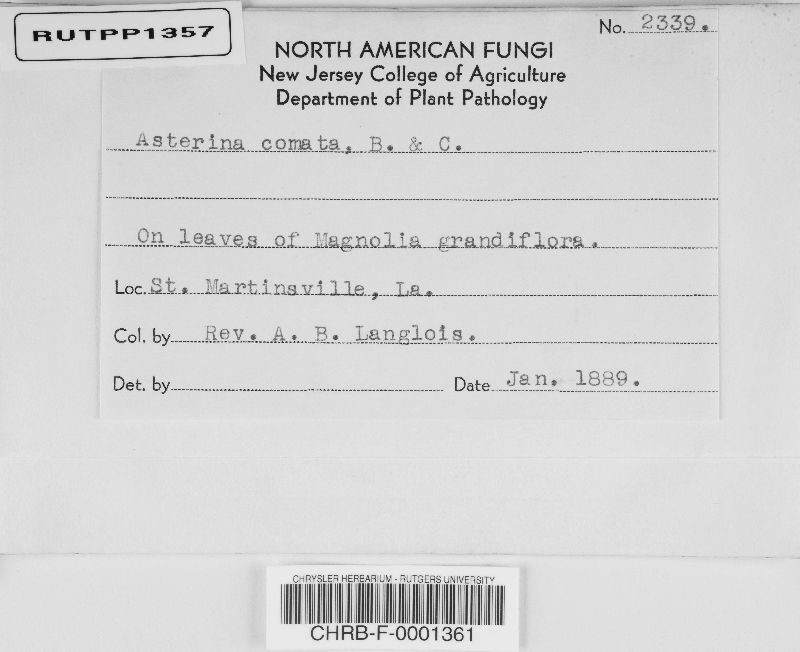 RUTPP1357
No. 2339.
NORTH AMERICAN FUNGI
New Jersey College of Agriculture
Department of Plant Pathology
Asterina comata, B. & C.
On leaves of Magnolia grandiflora.
Loc. St. Martinsville, La.
Col. by Rev. A. B. Langlois.
Det. by Date Jan. 1889.
CHRYSLER HERBARIUM - RUTGERS UNIVERSITY
CHRB-F-0001361